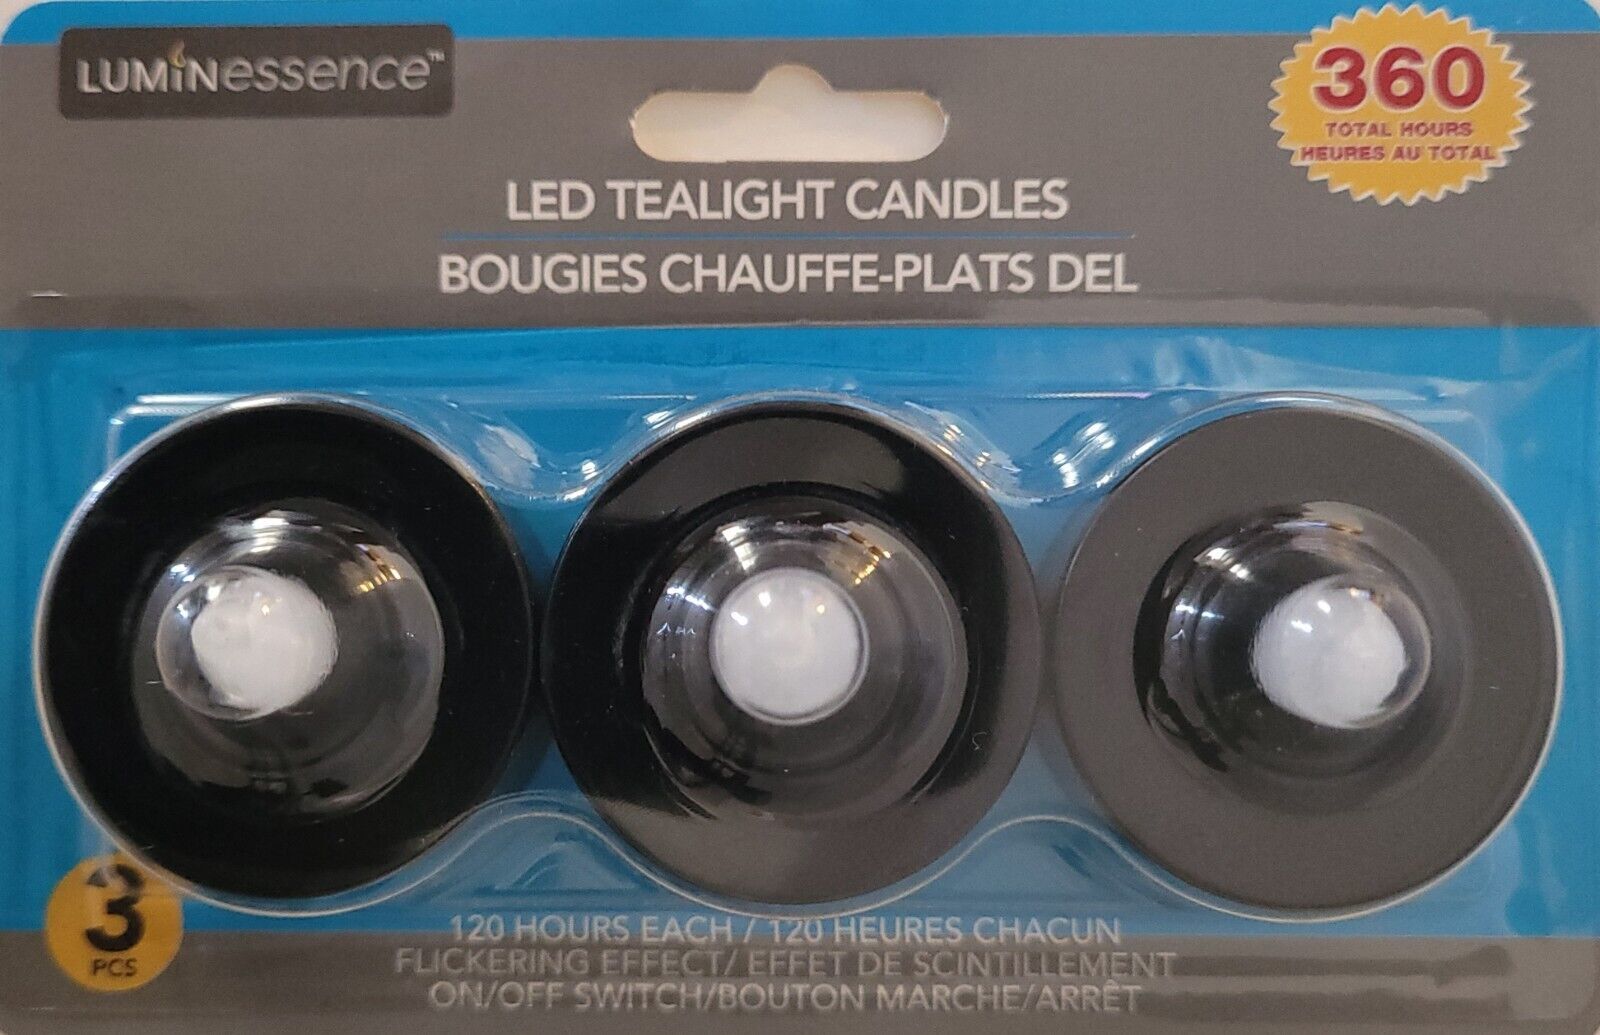 LUMINessence™
360
TOTAL HOURS
HEURES AU TOTAL
LED TEALIGHT CANDLES
BOUGIES CHAUFFE-PLATS DEL
3
PCS
120 HOURS EACH / 120 HEURES CHACUN
FLICKERING EFFECT/ EFFET DE SCINTILLEMENT
ON/OFF SWITCH/BOUTON MARCHE/ARRÊT